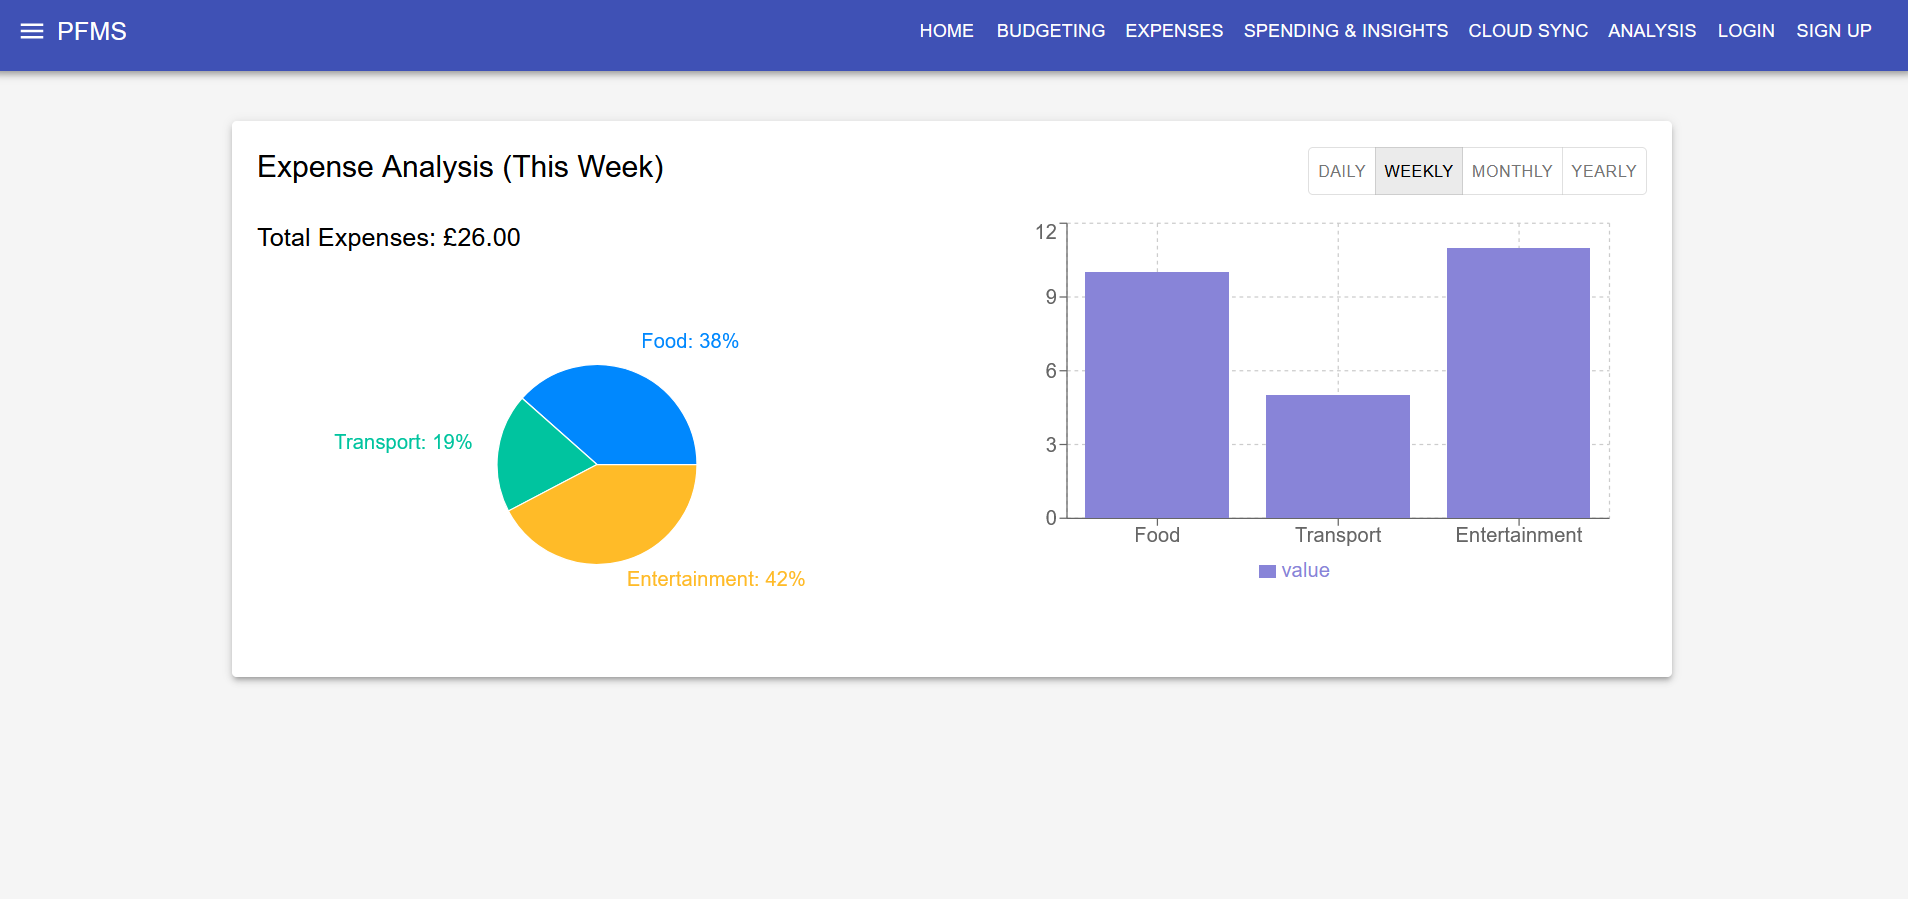 PFMS
HOME BUDGETING EXPENSES SPENDING & INSIGHTS CLOUD SYNC ANALYSIS LOGIN SIGN UP
Expense Analysis (This Week)
DAILY WEEKLY MONTHLY YEARLY
Total Expenses: £26.00
Food: 38%
Transport: 19%
Entertainment: 42%
12
9
6
3
0
Food Transport Entertainment
value